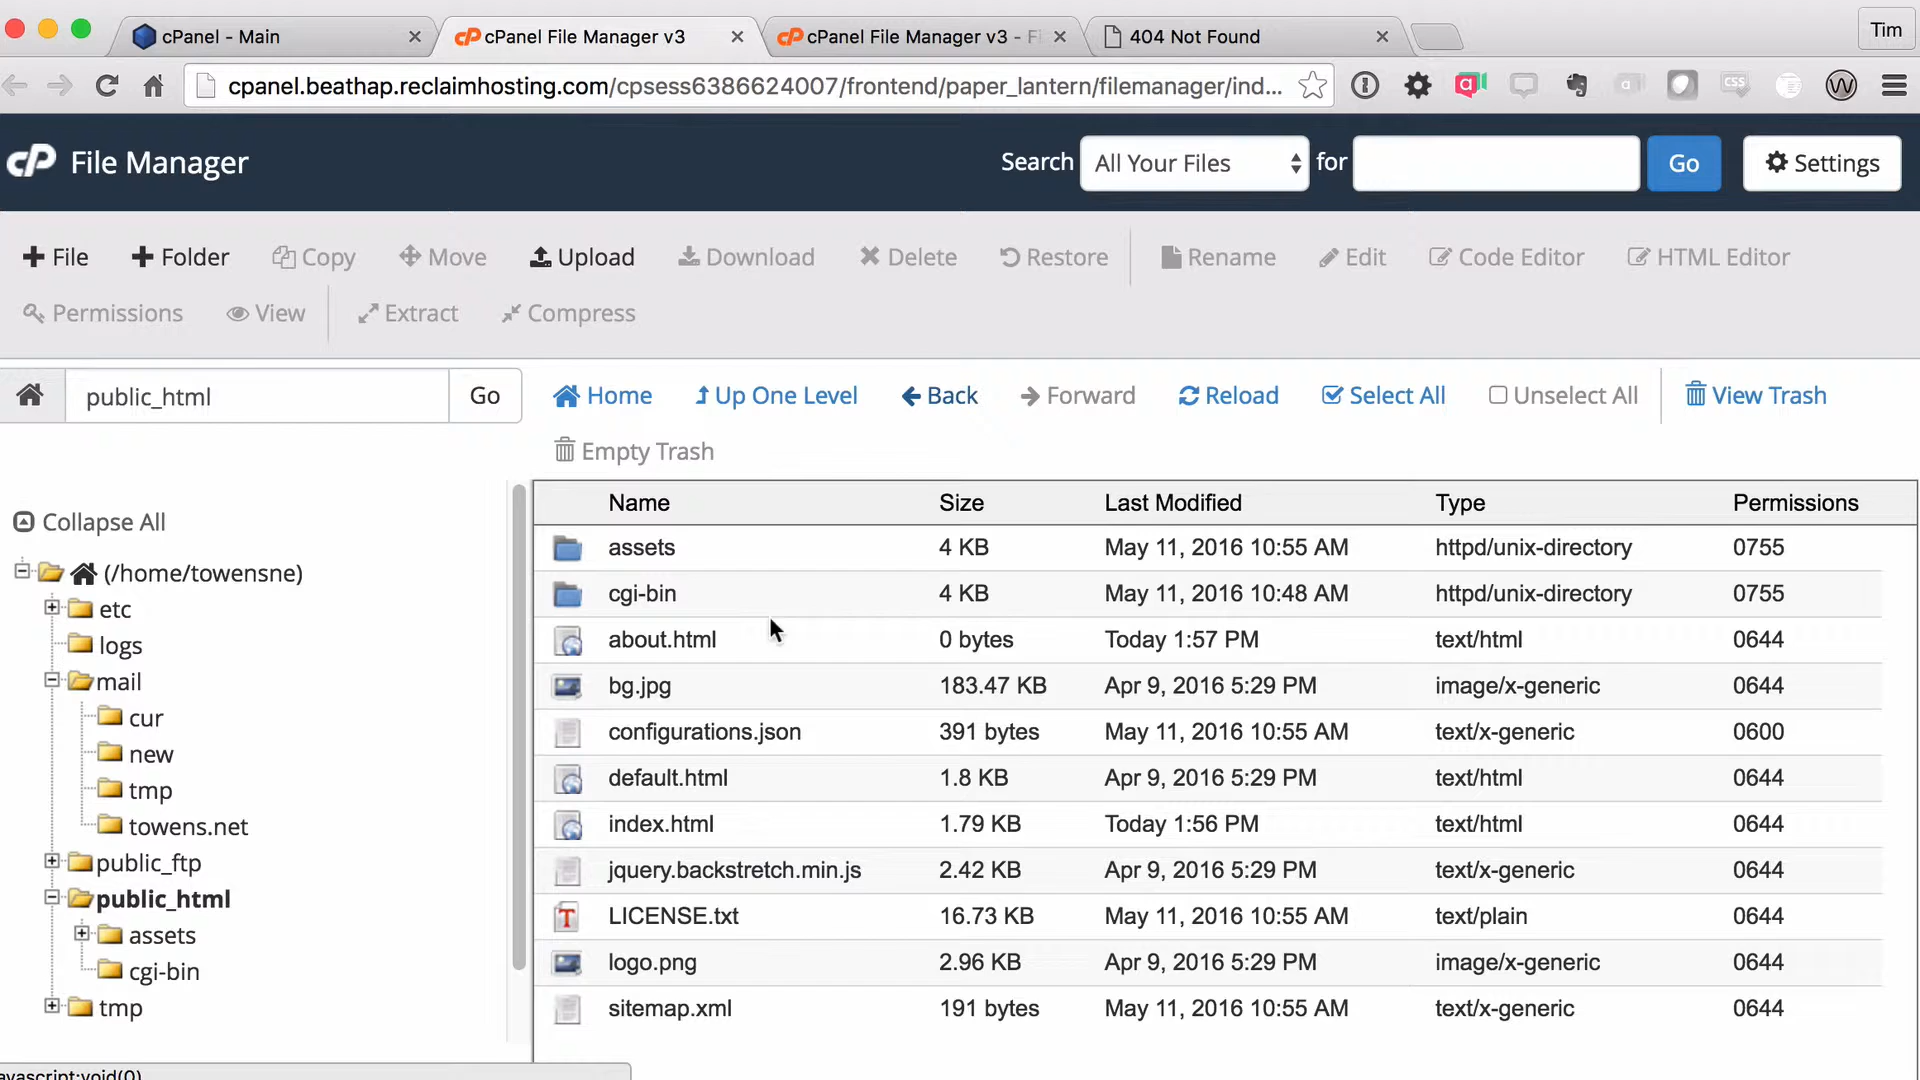 cPanel - Main
cPanel File Manager v3
cPanel File Manager v3 - Fi
404 Not Found
Tim
cpanel.beathap.reclaimhosting.com/cpsess6386624007/frontend/paper_lantern/filemanager/ind...
CSS
cP File Manager
Search All Your Files for Go Settings
File Folder Copy Move Upload Download Delete Restore Rename Edit Code Editor HTML Editor
Permissions View Extract Compress
public_html Go Home Up One Level Back Forward Reload Select All Unselect All View Trash
Empty Trash
Collapse All
(/home/towensne)
etc
logs
mail
cur
new
tmp
towens.net
public_ftp
public_html
assets
cgi-bin
tmp
Name Size Last Modified Type Permissions
assets 4 KB May 11, 2016 10:55 AM httpd/unix-directory 0755
cgi-bin 4 KB May 11, 2016 10:48 AM httpd/unix-directory 0755
about.html 0 bytes Today 1:57 PM text/html 0644
bg.jpg 183.47 KB Apr 9, 2016 5:29 PM image/x-generic 0644
configurations.json 391 bytes May 11, 2016 10:55 AM text/x-generic 0600
default.html 1.8 KB Apr 9, 2016 5:29 PM text/html 0644
index.html 1.79 KB Today 1:56 PM text/html 0644
jquery.backstretch.min.js 2.42 KB Apr 9, 2016 5:29 PM text/x-generic 0644
LICENSE.txt 16.73 KB May 11, 2016 10:55 AM text/plain 0644
logo.png 2.96 KB Apr 9, 2016 5:29 PM image/x-generic 0644
sitemap.xml 191 bytes May 11, 2016 10:55 AM text/x-generic 0644
avascript:void(0)